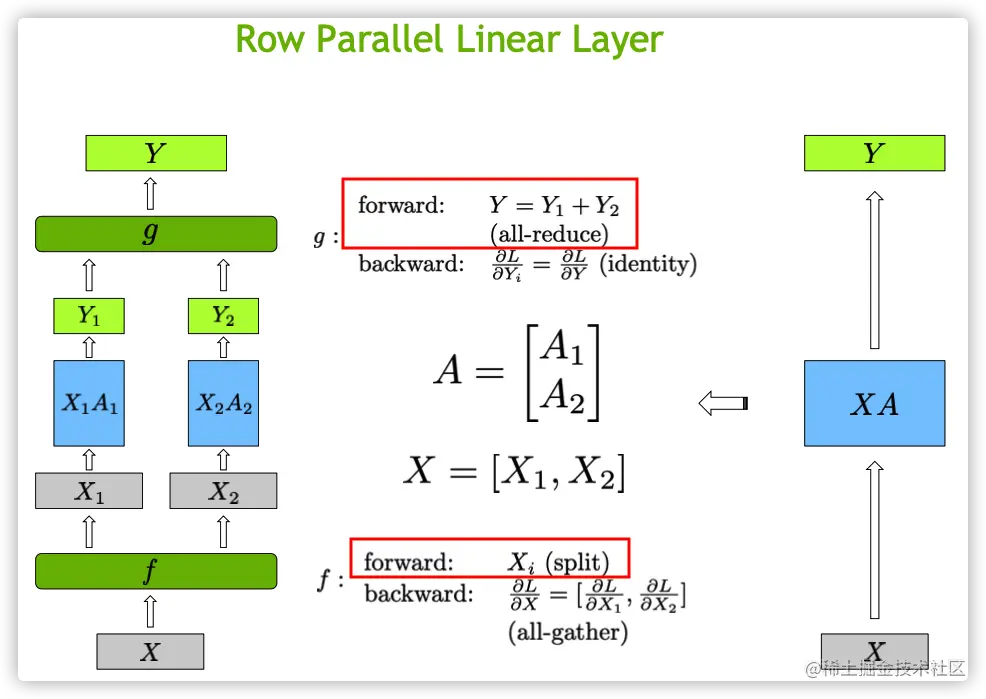 Row Parallel Linear Layer
Y
g
Y₁ Y₂
X₁A₁ X₂A₂
X₁ X₂
f
X
g :
forward: Y = Y₁ + Y₂
(all-reduce)
backward: ∂L/∂Yᵢ = ∂L/∂Y (identity)
A = [A₁
A₂]
X = [X₁, X₂]
f :
forward: Xᵢ (split)
backward: ∂L/∂X = [∂L/∂X₁, ∂L/∂X₂]
(all-gather)
Y
XA
X
@稀土掘金技术社区